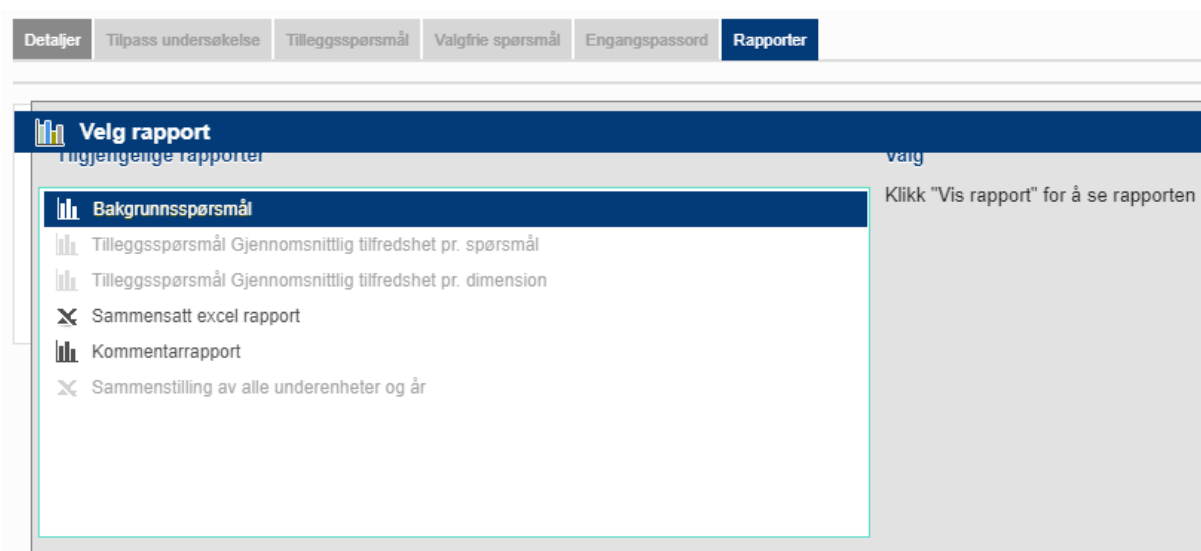 Detaljer Tilpass undersøkelse Tilleggsspørsmål Valgfrie spørsmål Engangspassord Rapporter
Velg rapport
Tilgjengelige rapporter Valg
Klikk "Vis rapport" for å se rapporten
Bakgrunnsspørsmål
Tilleggsspørsmål Gjennomsnittlig tilfredshet pr. spørsmål
Tilleggsspørsmål Gjennomsnittlig tilfredshet pr. dimension
Sammensatt excel rapport
Kommentarrapport
Sammenstilling av alle underenheter og år